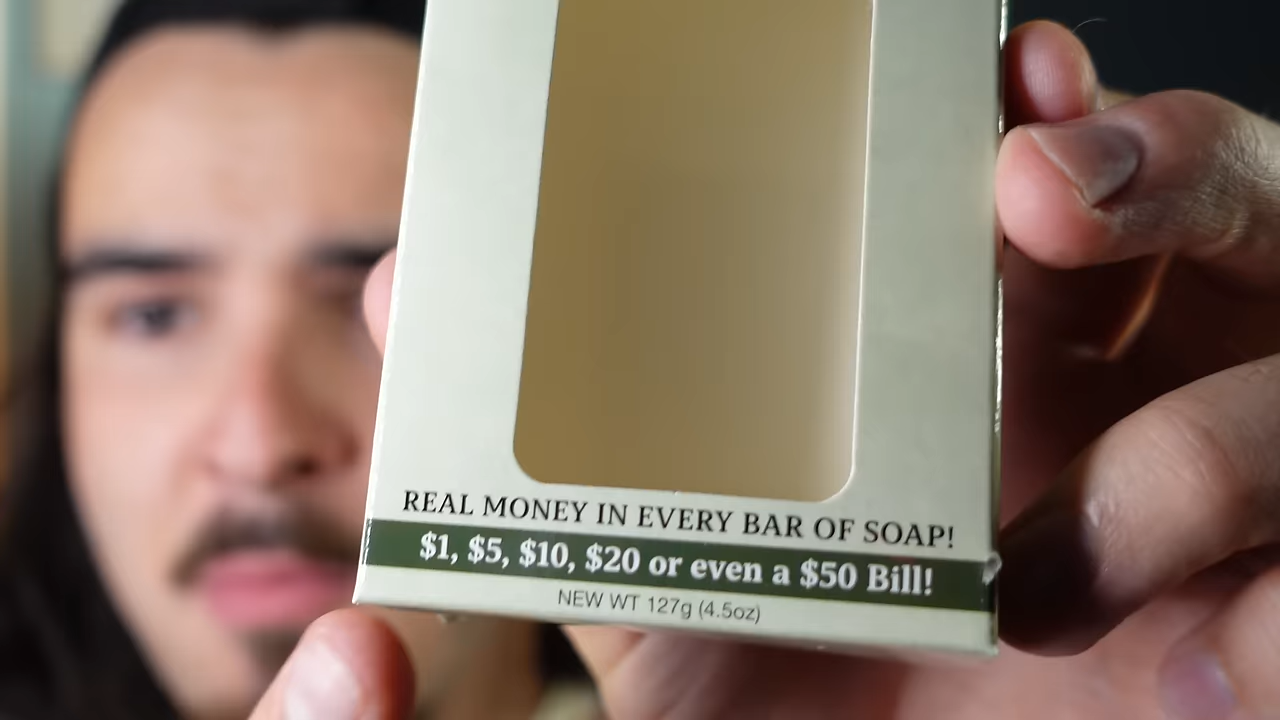 REAL MONEY IN EVERY BAR OF SOAP!
$1, $5, $10, $20 or even a $50 Bill!
NEW WT 127g (4.5oz)